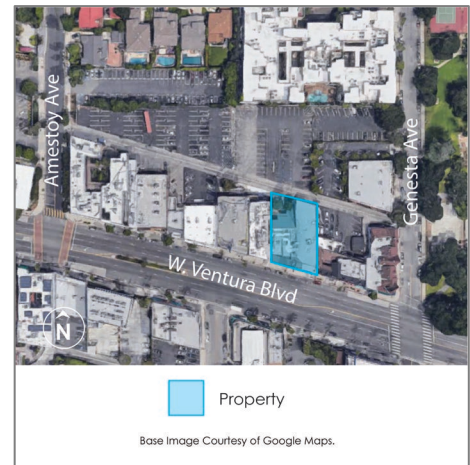 Amestoy Ave
Genesta Ave
W. Ventura Blvd
N
Property
Base Image Courtesy of Google Maps.